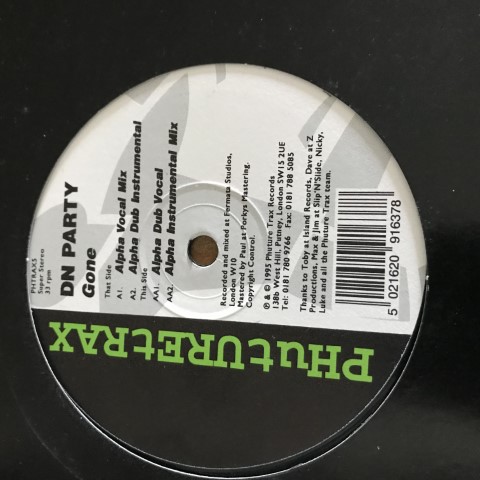 PHutUREtRAX
PHTRAX5
Super Stereo
33 rpm
DN PARTY
Gone
That Side
A1. Alpha Vocal Mix
A2. Alpha Dub Instrumental
This Side
AA1. Alpha Dub Vocal
AA2. Alpha Instrumental Mix
Recorded and mixed at Fermata Studios,
London W10
Mastered by Paul at Porkys Mastering.
Copyright Control.
℗ & © 1995 Phuture Trax Records
138b West Hill, Putney, London SW15 2UE
Tel: 0181 780 9766 Fax: 0181 788 5085
Thanks to Toby at Island Records, Dave at Z
Productions, Max & Jim at Slip'N'Slide, Nicky,
Luke and all the Phuture Trax team.
5 021620 916378